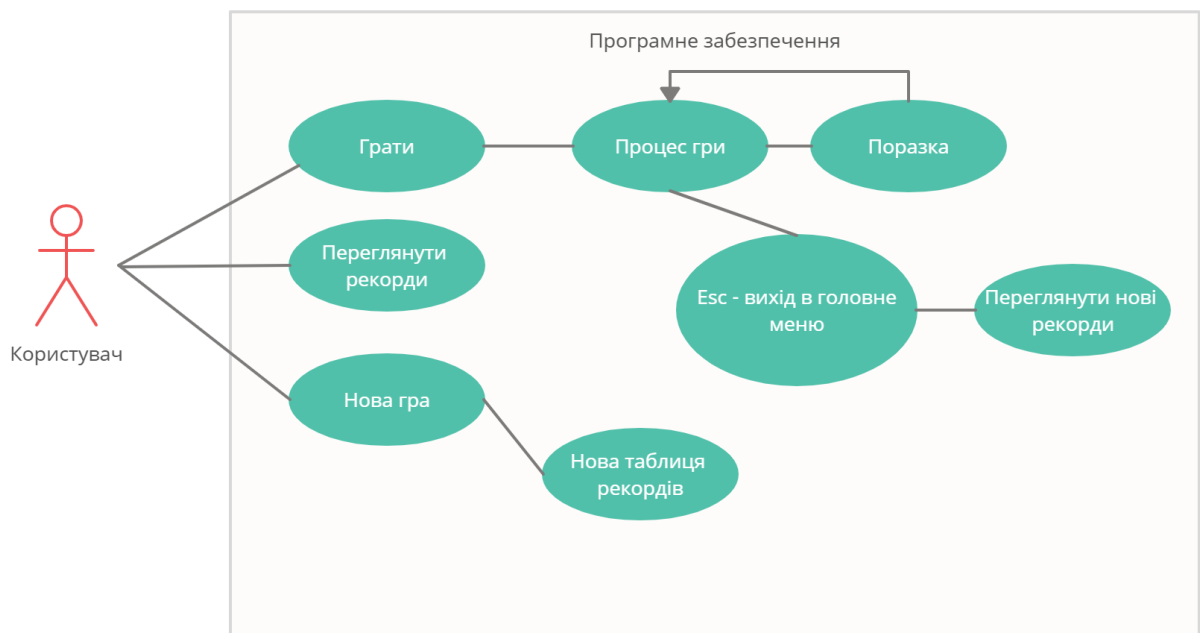 Програмне забезпечення
Грати
Процес гри
Поразка
Переглянути
рекорди
Esc - вихід в головне
меню
Переглянути нові
рекорди
Користувач
Нова гра
Нова таблиця
рекордів